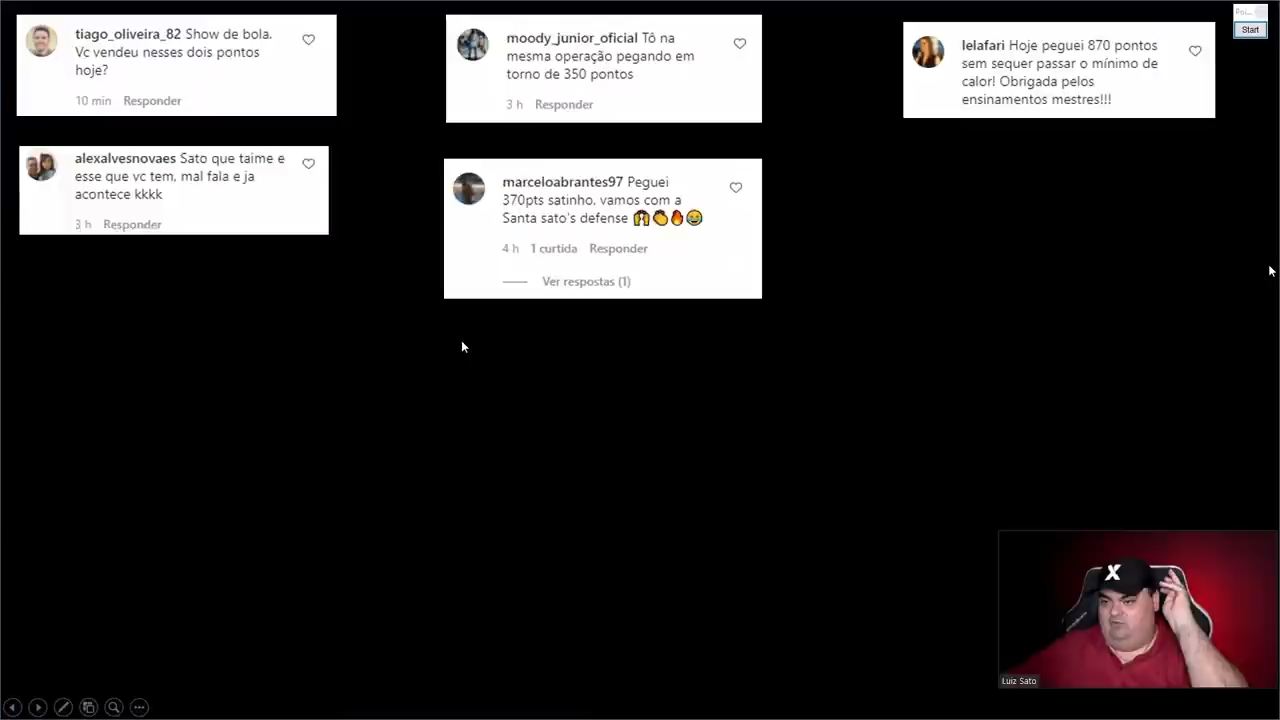 tiago_oliveira_82 Show de bola.
Vc vendeu nesses dois pontos
hoje?
10 min Responder
alexalvesnovaes Sato que taime e
esse que vc tem, mal fala e ja
acontece kkkk
3 h Responder
moody_junior_oficial Tô na
mesma operação pegando em
torno de 350 pontos
3 h Responder
marceloabrantes97 Peguei
370pts satinho, vamos com a
Santa sato's defense 🙌👏🔥😂
4 h 1 curtida Responder
Ver respostas (1)
lelafari Hoje peguei 870 pontos
sem sequer passar o mínimo de
calor! Obrigada pelos
ensinamentos mestres!!!
Start
X
Luiz Sato